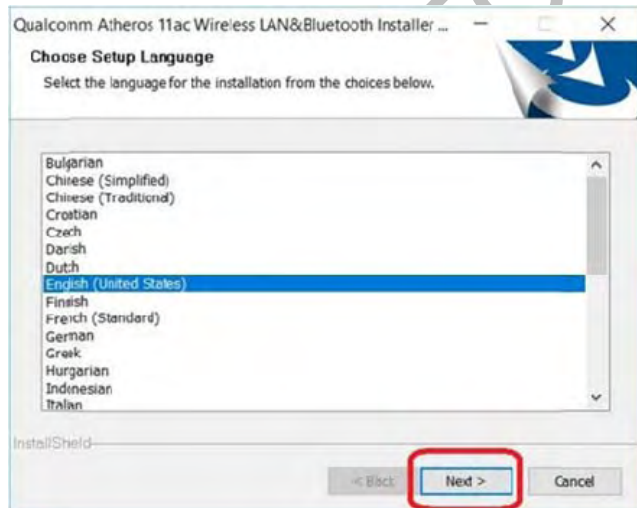 Qualcomm Atheros 11ac Wireless LAN&Bluetooth Installer ...
Choose Setup Language
Select the language for the installation from the choices below.
Bulgarian
Chinese (Simplified)
Chinese (Traditional)
Croatian
Czech
Danish
Dutch
English (United States)
Finnish
French (Standard)
German
Greek
Hungarian
Indonesian
Italian
InstallShield
< Back
Next >
Cancel